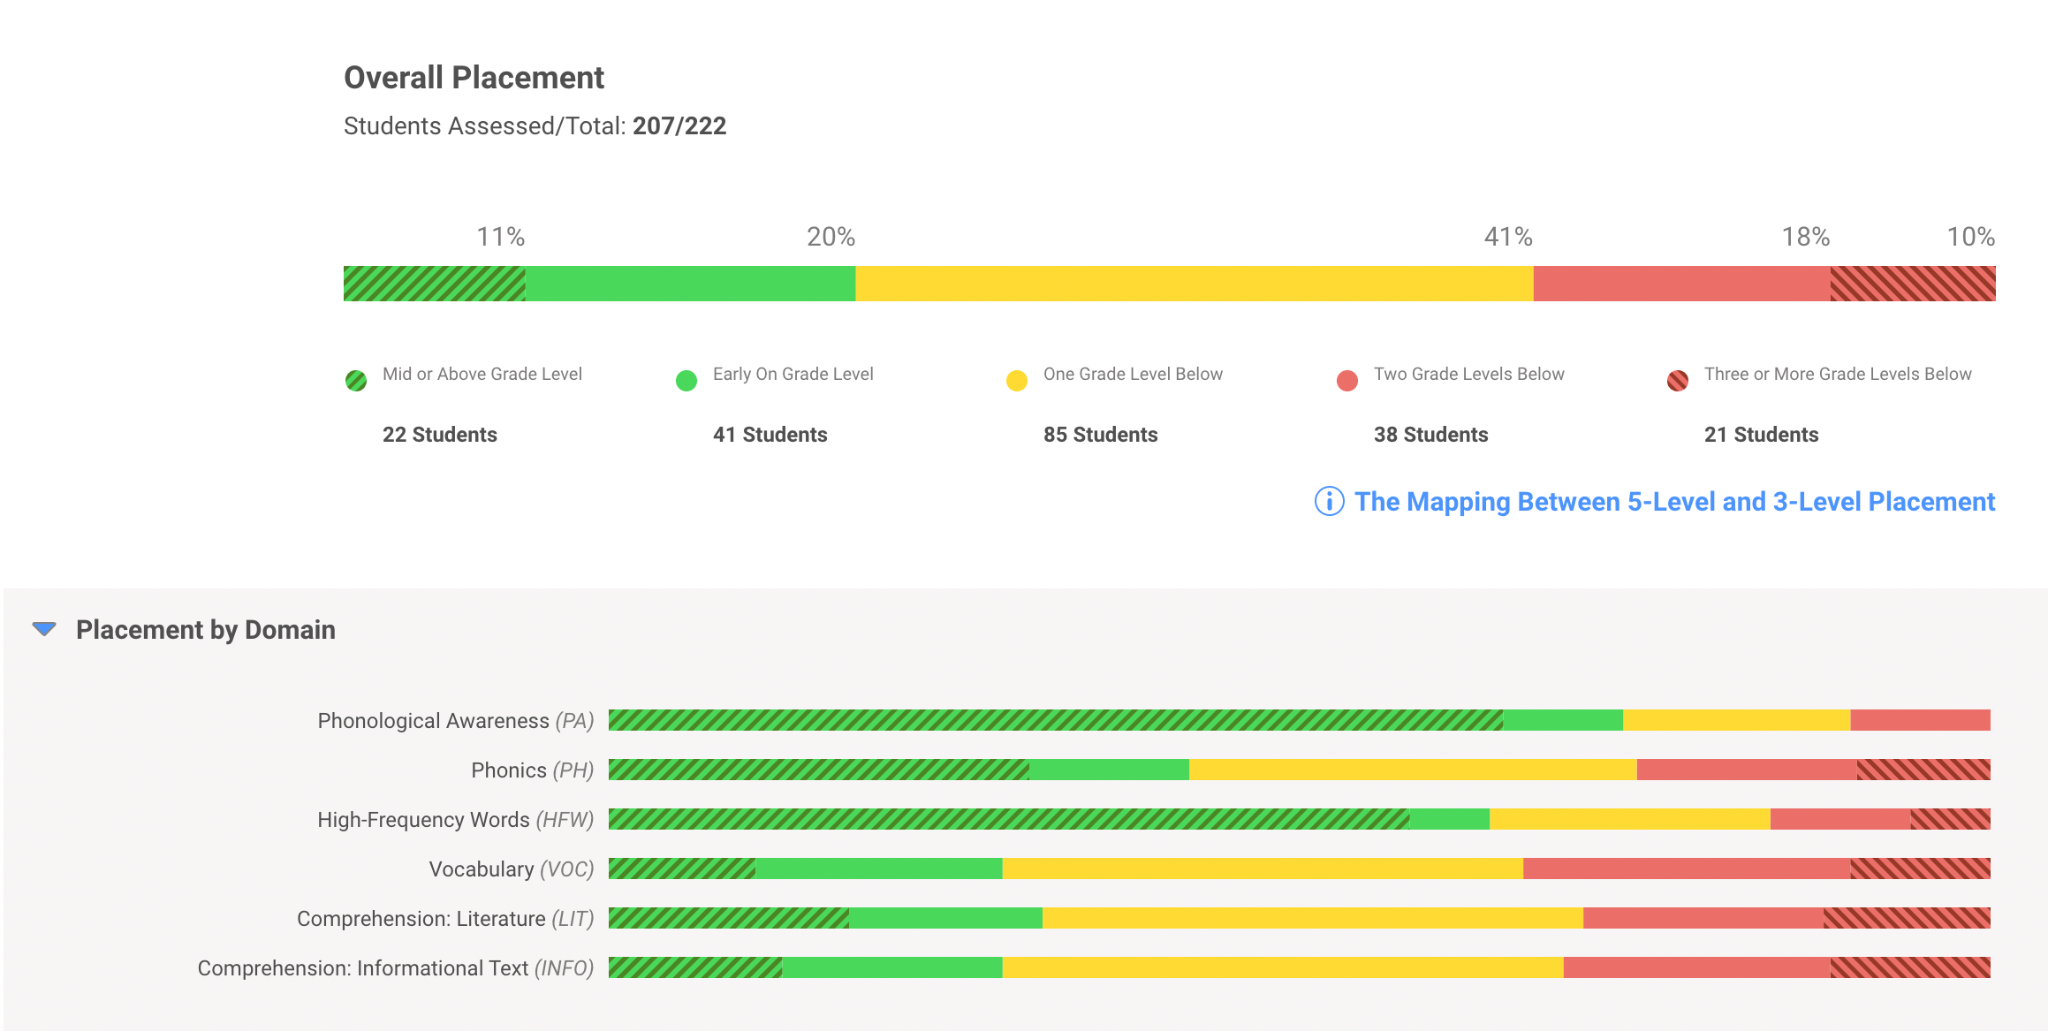 Overall Placement
Students Assessed/Total: 207/222
11% 20% 41% 18% 10%
Mid or Above Grade Level Early On Grade Level One Grade Level Below Two Grade Levels Below Three or More Grade Levels Below
22 Students 41 Students 85 Students 38 Students 21 Students
The Mapping Between 5-Level and 3-Level Placement
Placement by Domain
Phonological Awareness (PA)
Phonics (PH)
High-Frequency Words (HFW)
Vocabulary (VOC)
Comprehension: Literature (LIT)
Comprehension: Informational Text (INFO)